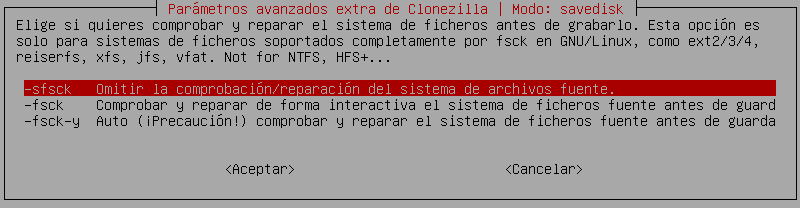 Parámetros avanzados extra de Clonezilla | Modo: savedisk
Elige si quieres comprobar y reparar el sistema de ficheros antes de grabarlo. Esta opción es
solo para sistemas de ficheros soportados completamente por fsck en GNU/Linux, como ext2/3/4,
reiserfs, xfs, jfs, vfat. Not for NTFS, HFS+...
-sfsck Omitir la comprobación/reparación del sistema de archivos fuente.
-fsck Comprobar y reparar de forma interactiva el sistema de ficheros fuente antes de guard
-fsck-y Auto (¡Precaución!) comprobar y reparar el sistema de ficheros fuente antes de guarda
<Aceptar> <Cancelar>